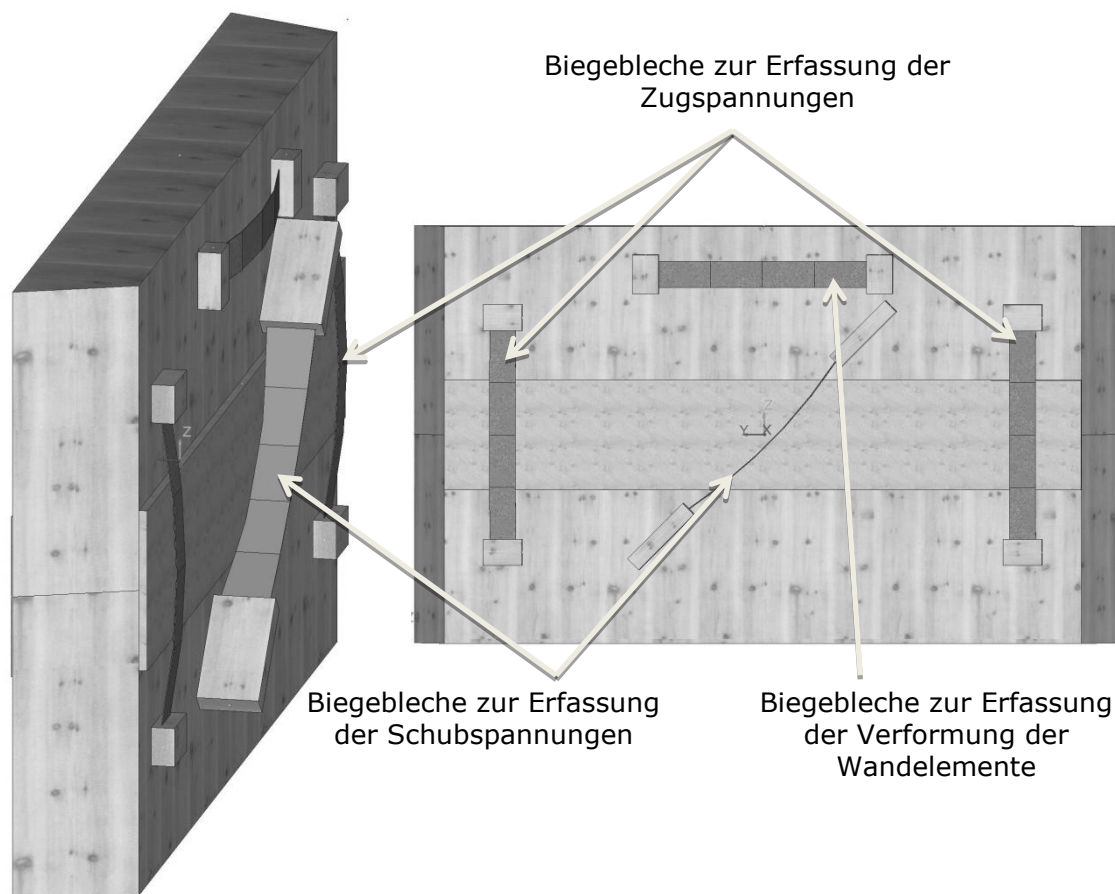 Biegebleche zur Erfassung der
Zugspannungen
Z
Z
Y X
Biegebleche zur Erfassung
der Schubspannungen
Biegebleche zur Erfassung
der Verformung der
Wandelemente